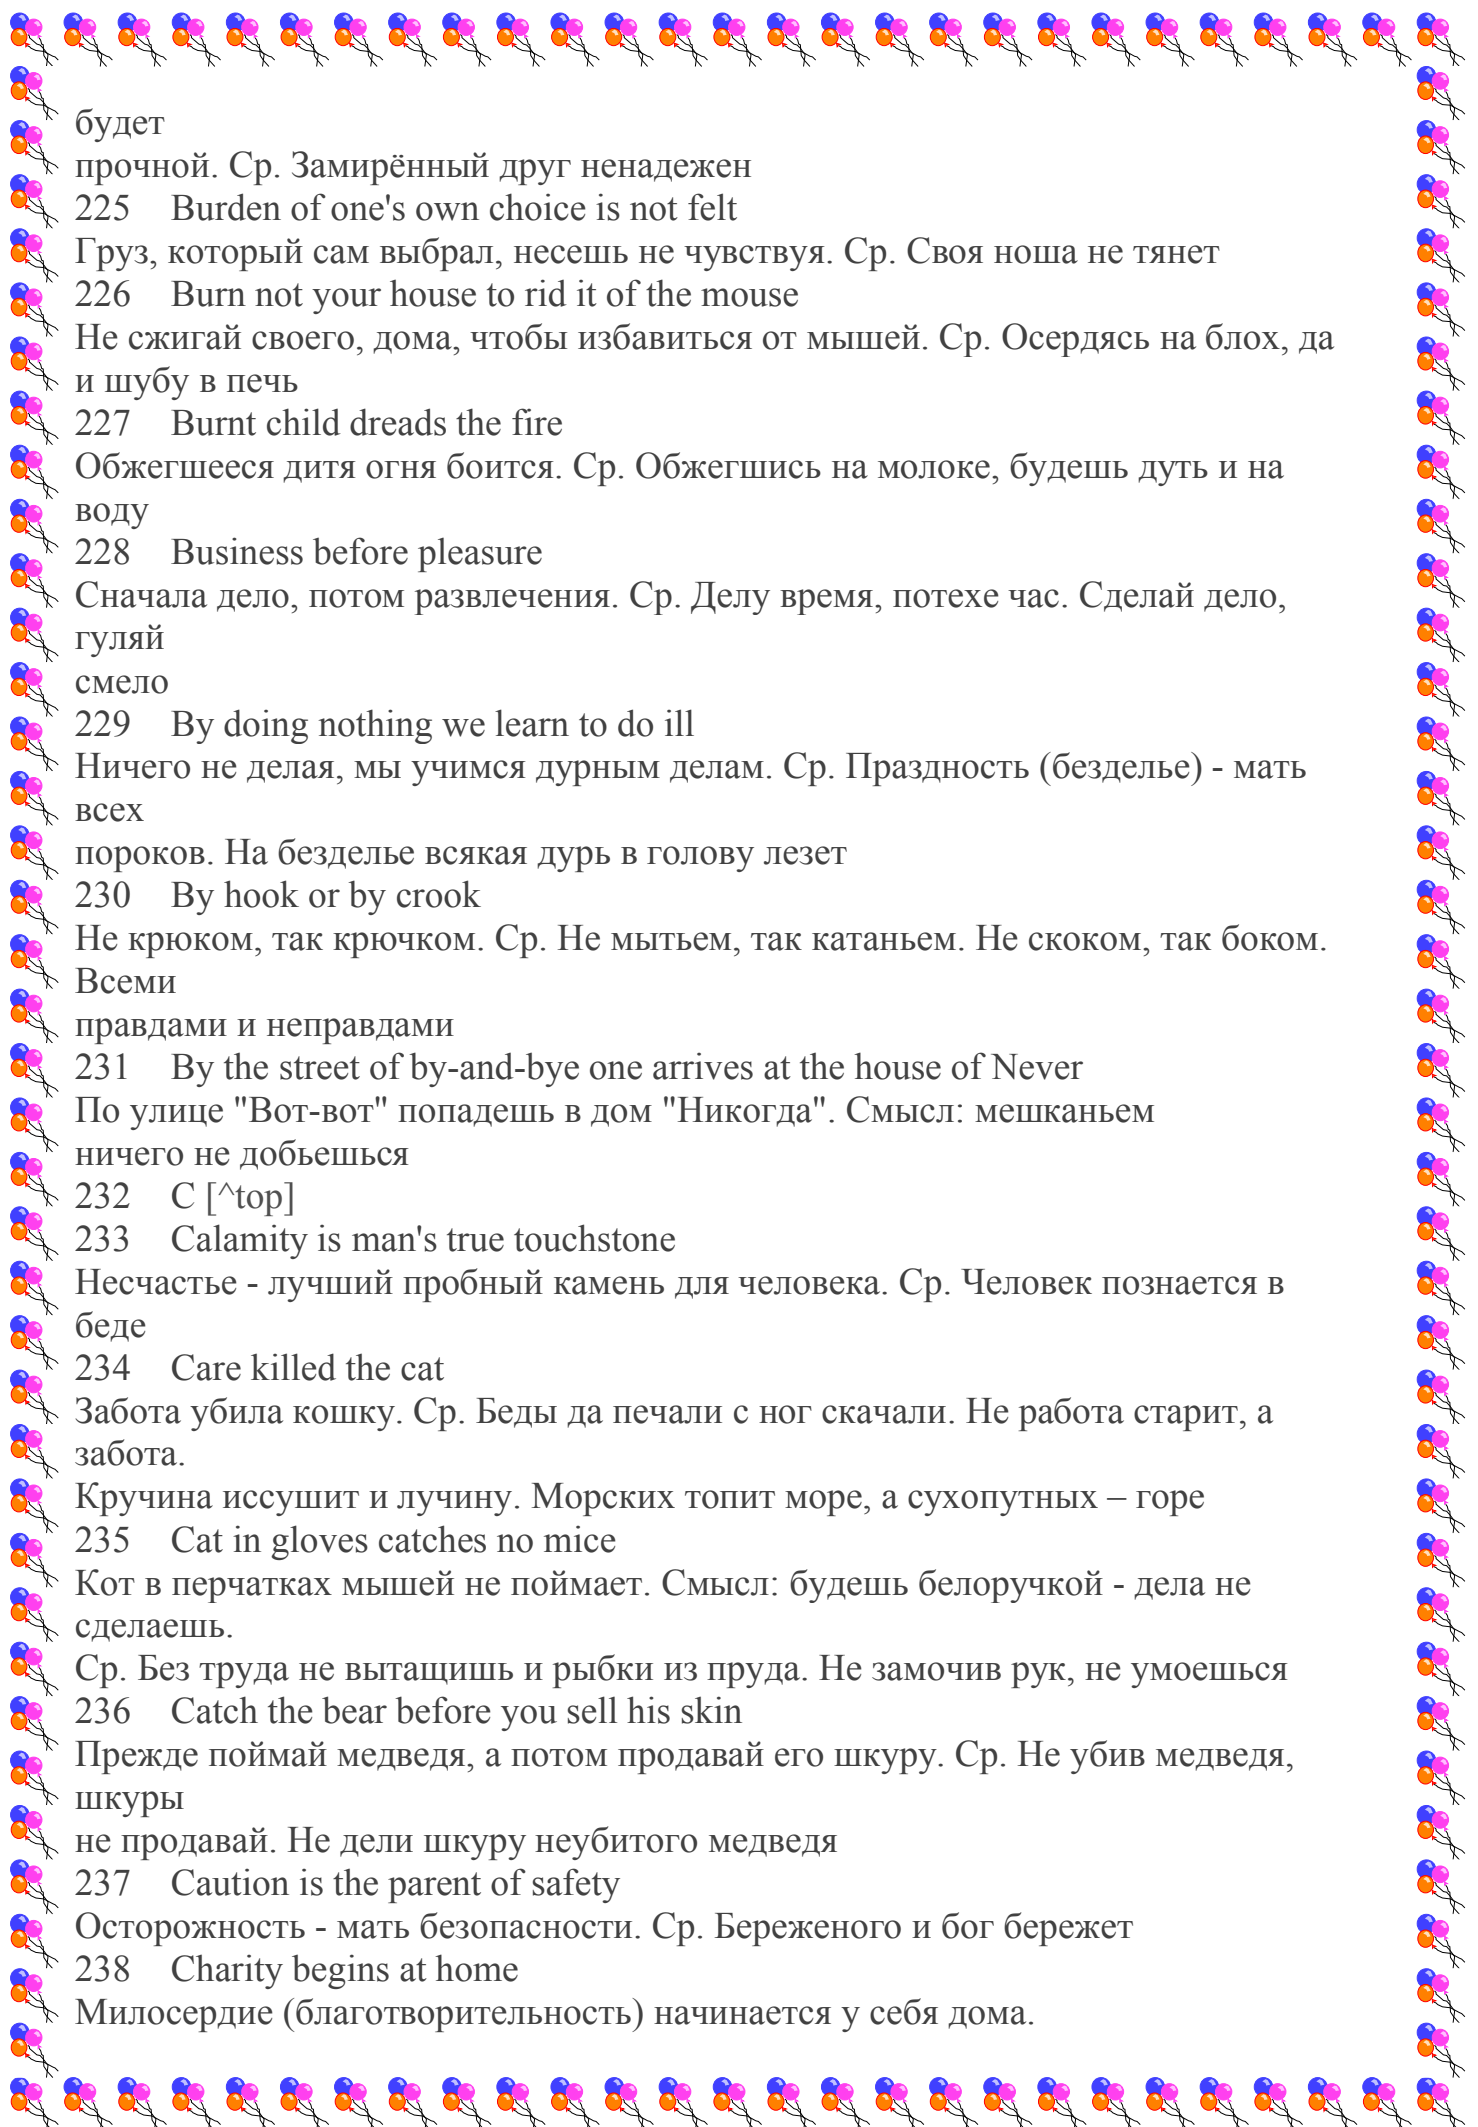 будет
прочной. Ср. Замирённый друг ненадежен
225 Burden of one's own choice is not felt
Груз, который сам выбрал, несешь не чувствуя. Ср. Своя ноша не тянет
226 Burn not your house to rid it of the mouse
Не сжигай своего, дома, чтобы избавиться от мышей. Ср. Осердясь на блох, да
и шубу в печь
227 Burnt child dreads the fire
Обжегшееся дитя огня боится. Ср. Обжегшись на молоке, будешь дуть и на
воду
228 Business before pleasure
Сначала дело, потом развлечения. Ср. Делу время, потехе час. Сделай дело,
гуляй
смело
229 By doing nothing we learn to do ill
Ничего не делая, мы учимся дурным делам. Ср. Праздность (безделье) - мать
всех
пороков. На безделье всякая дурь в голову лезет
230 By hook or by crook
Не крюком, так крючком. Ср. Не мытьем, так катаньем. Не скоком, так боком.
Всеми
правдами и неправдами
231 By the street of by-and-bye one arrives at the house of Never
По улице "Вот-вот" попадешь в дом "Никогда". Смысл: мешканьем
ничего не добьешься
232 C [^top]
233 Calamity is man's true touchstone
Несчастье - лучший пробный камень для человека. Ср. Человек познается в
беде
234 Care killed the cat
Забота убила кошку. Ср. Беды да печали с ног скачали. Не работа старит, а
забота.
Кручина иссушит и лучину. Морских топит море, а сухопутных – горе
235 Cat in gloves catches no mice
Кот в перчатках мышей не поймает. Смысл: будешь белоручкой - дела не
сделаешь.
Ср. Без труда не вытащишь и рыбки из пруда. Не замочив рук, не умоешься
236 Catch the bear before you sell his skin
Прежде поймай медведя, а потом продавай его шкуру. Ср. Не убив медведя,
шкуры
не продавай. Не дели шкуру неубитого медведя
237 Caution is the parent of safety
Осторожность - мать безопасности. Ср. Береженого и бог бережет
238 Charity begins at home
Милосердие (благотворительность) начинается у себя дома.